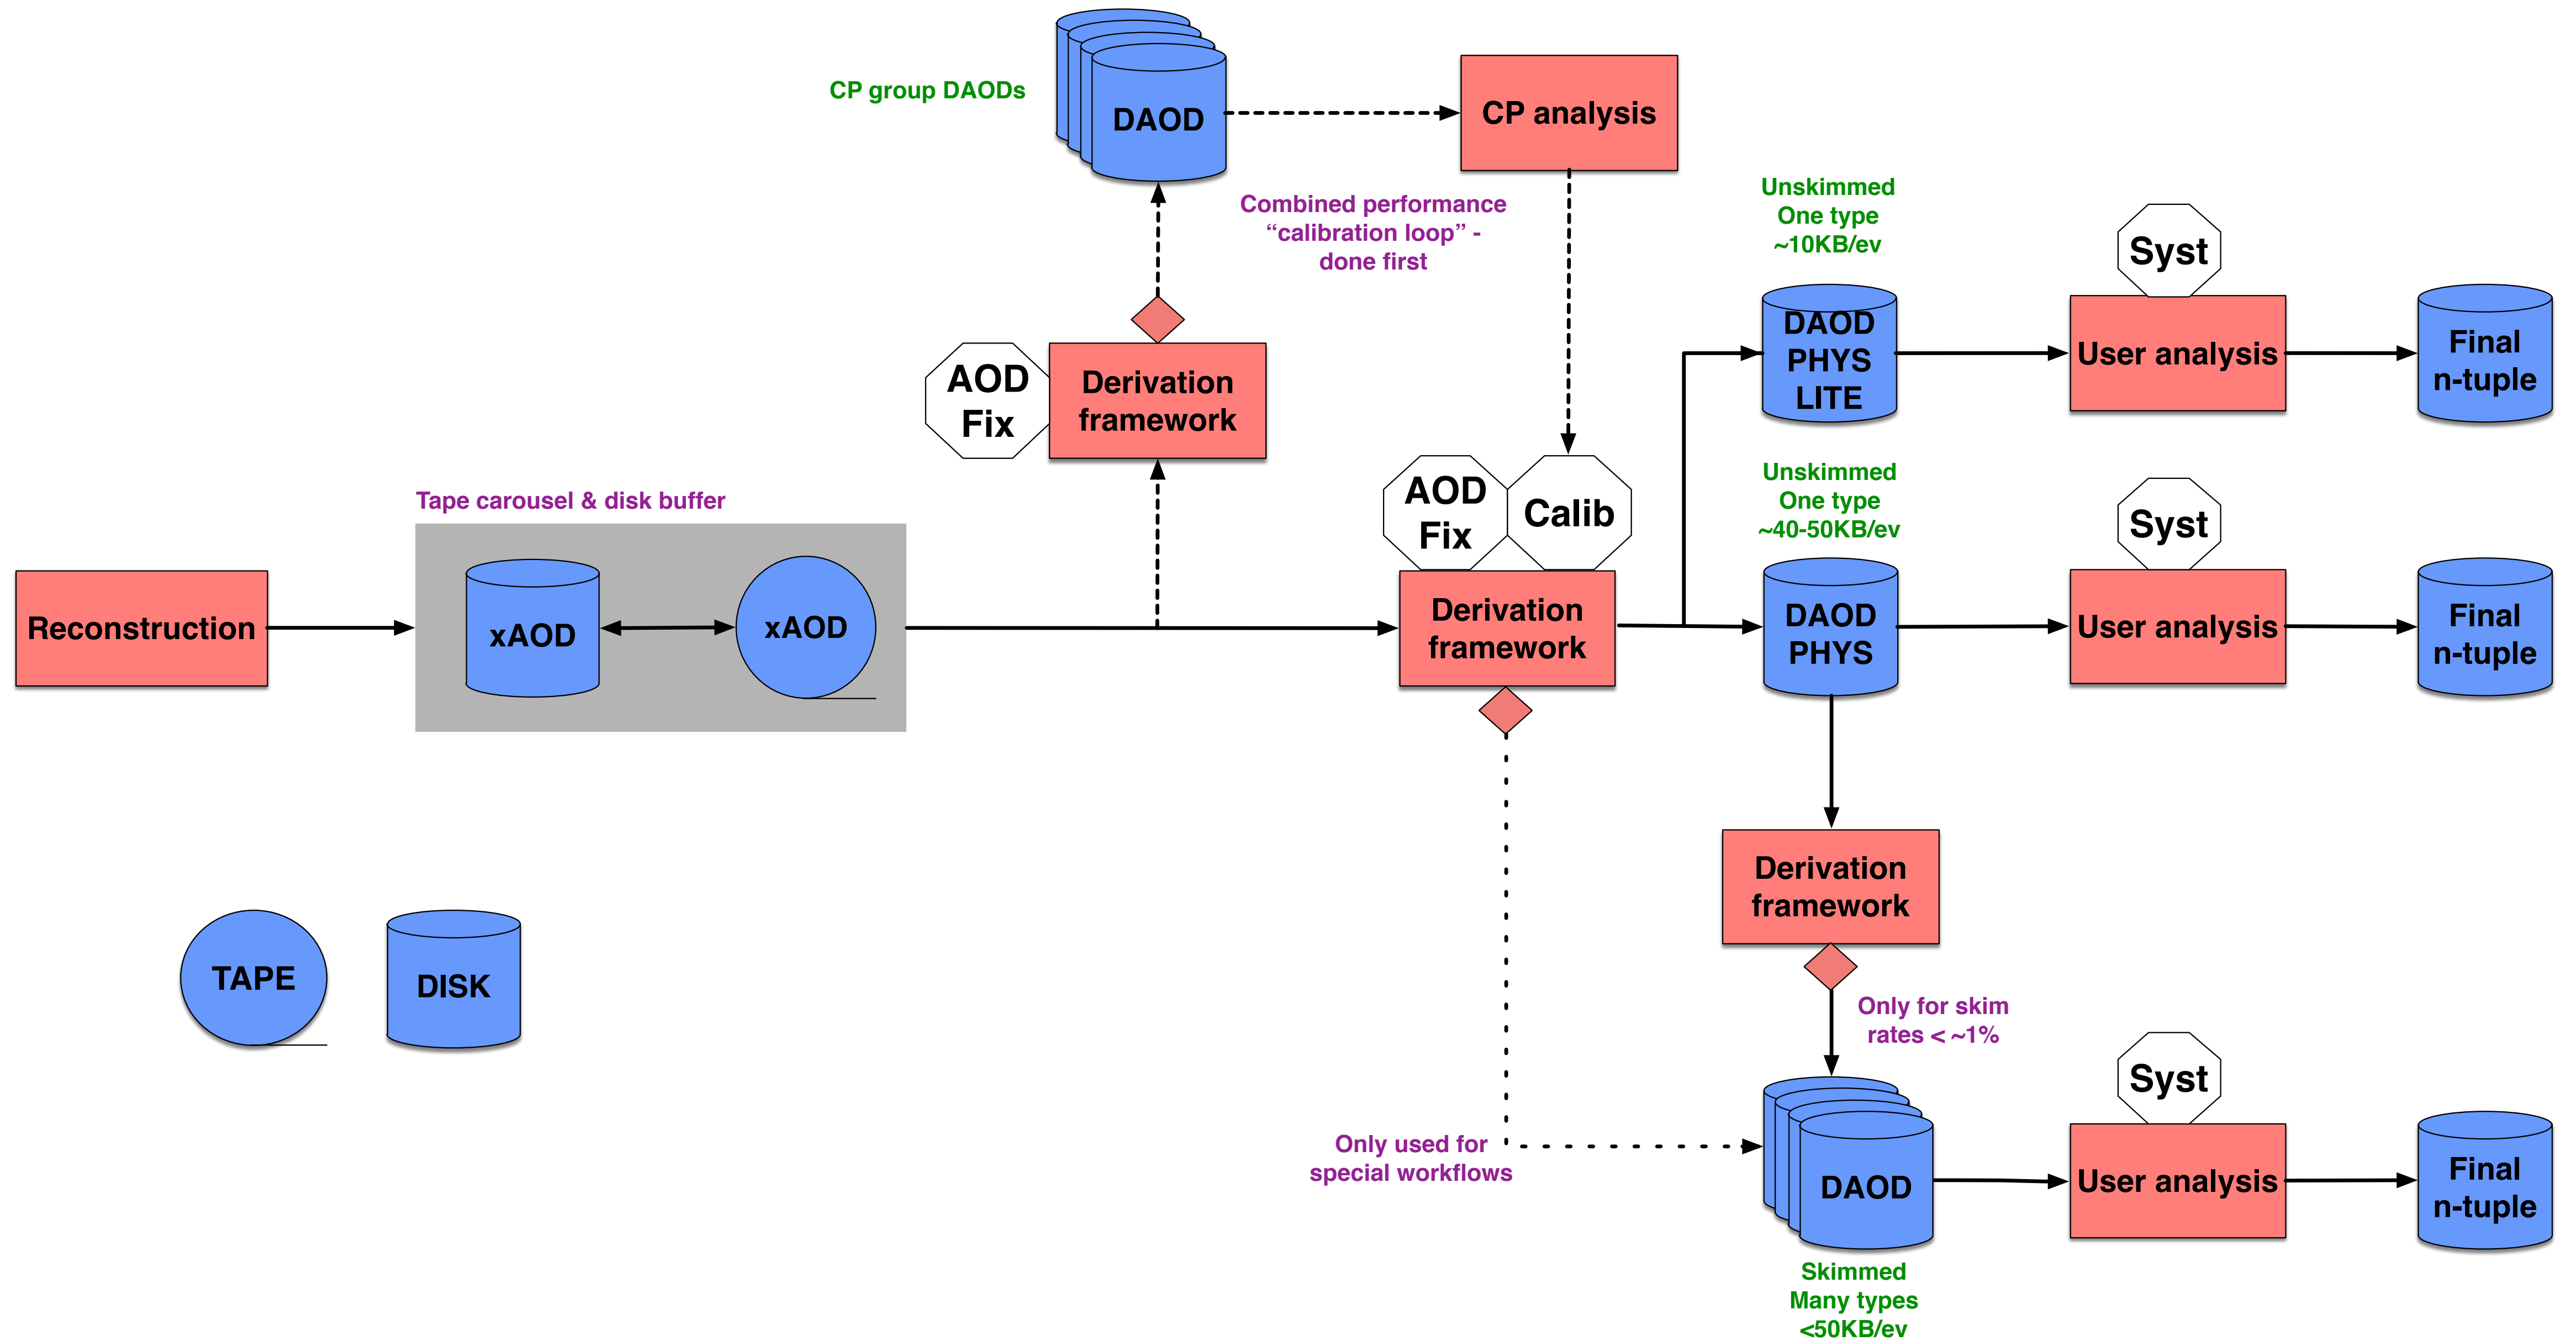 CP group DAODs
DAOD
CP analysis
Combined performance
“calibration loop” -
done first
AOD
Fix
Derivation
framework
Unskimmed
One type
~10KB/ev
DAOD
PHYS
LITE
Syst
User analysis
Final
n-tuple
Tape carousel & disk buffer
Reconstruction
xAOD
xAOD
AOD
Fix
Calib
Derivation
framework
Unskimmed
One type
~40-50KB/ev
DAOD
PHYS
Syst
User analysis
Final
n-tuple
Derivation
framework
TAPE
DISK
Only for skim
rates < ~1%
Only used for
special workflows
DAOD
Syst
User analysis
Final
n-tuple
Skimmed
Many types
<50KB/ev